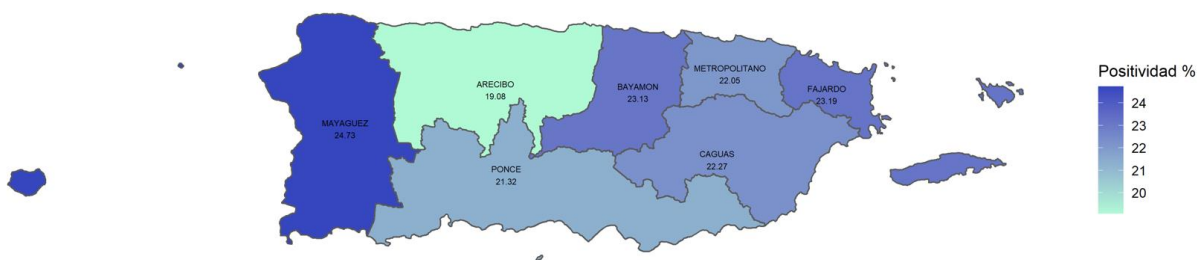 METROPOLITANO
22.05
ARECIBO
19.08
BAYAMON
23.13
FAJARDO
23.19
MAYAGUEZ
24.73
CAGUAS
22.27
PONCE
21.32
Positividad %
24
23
22
21
20